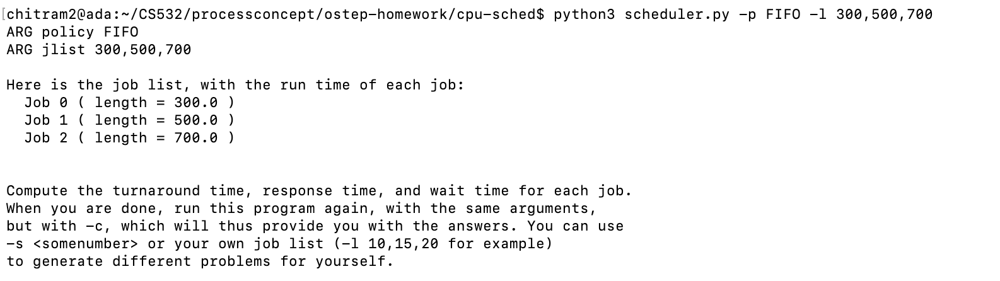 [chitram2@ada:~/CS532/processconcept/ostep-homework/cpu-sched$ python3 scheduler.py -p FIFO -l 300,500,700
ARG policy FIFO
ARG jlist 300,500,700
Here is the job list, with the run time of each job:
Job 0 ( length = 300.0 )
Job 1 ( length = 500.0 )
Job 2 ( length = 700.0 )
Compute the turnaround time, response time, and wait time for each job.
When you are done, run this program again, with the same arguments,
but with -c, which will thus provide you with the answers. You can use
-s <somenumber> or your own job list (-l 10,15,20 for example)
to generate different problems for yourself.